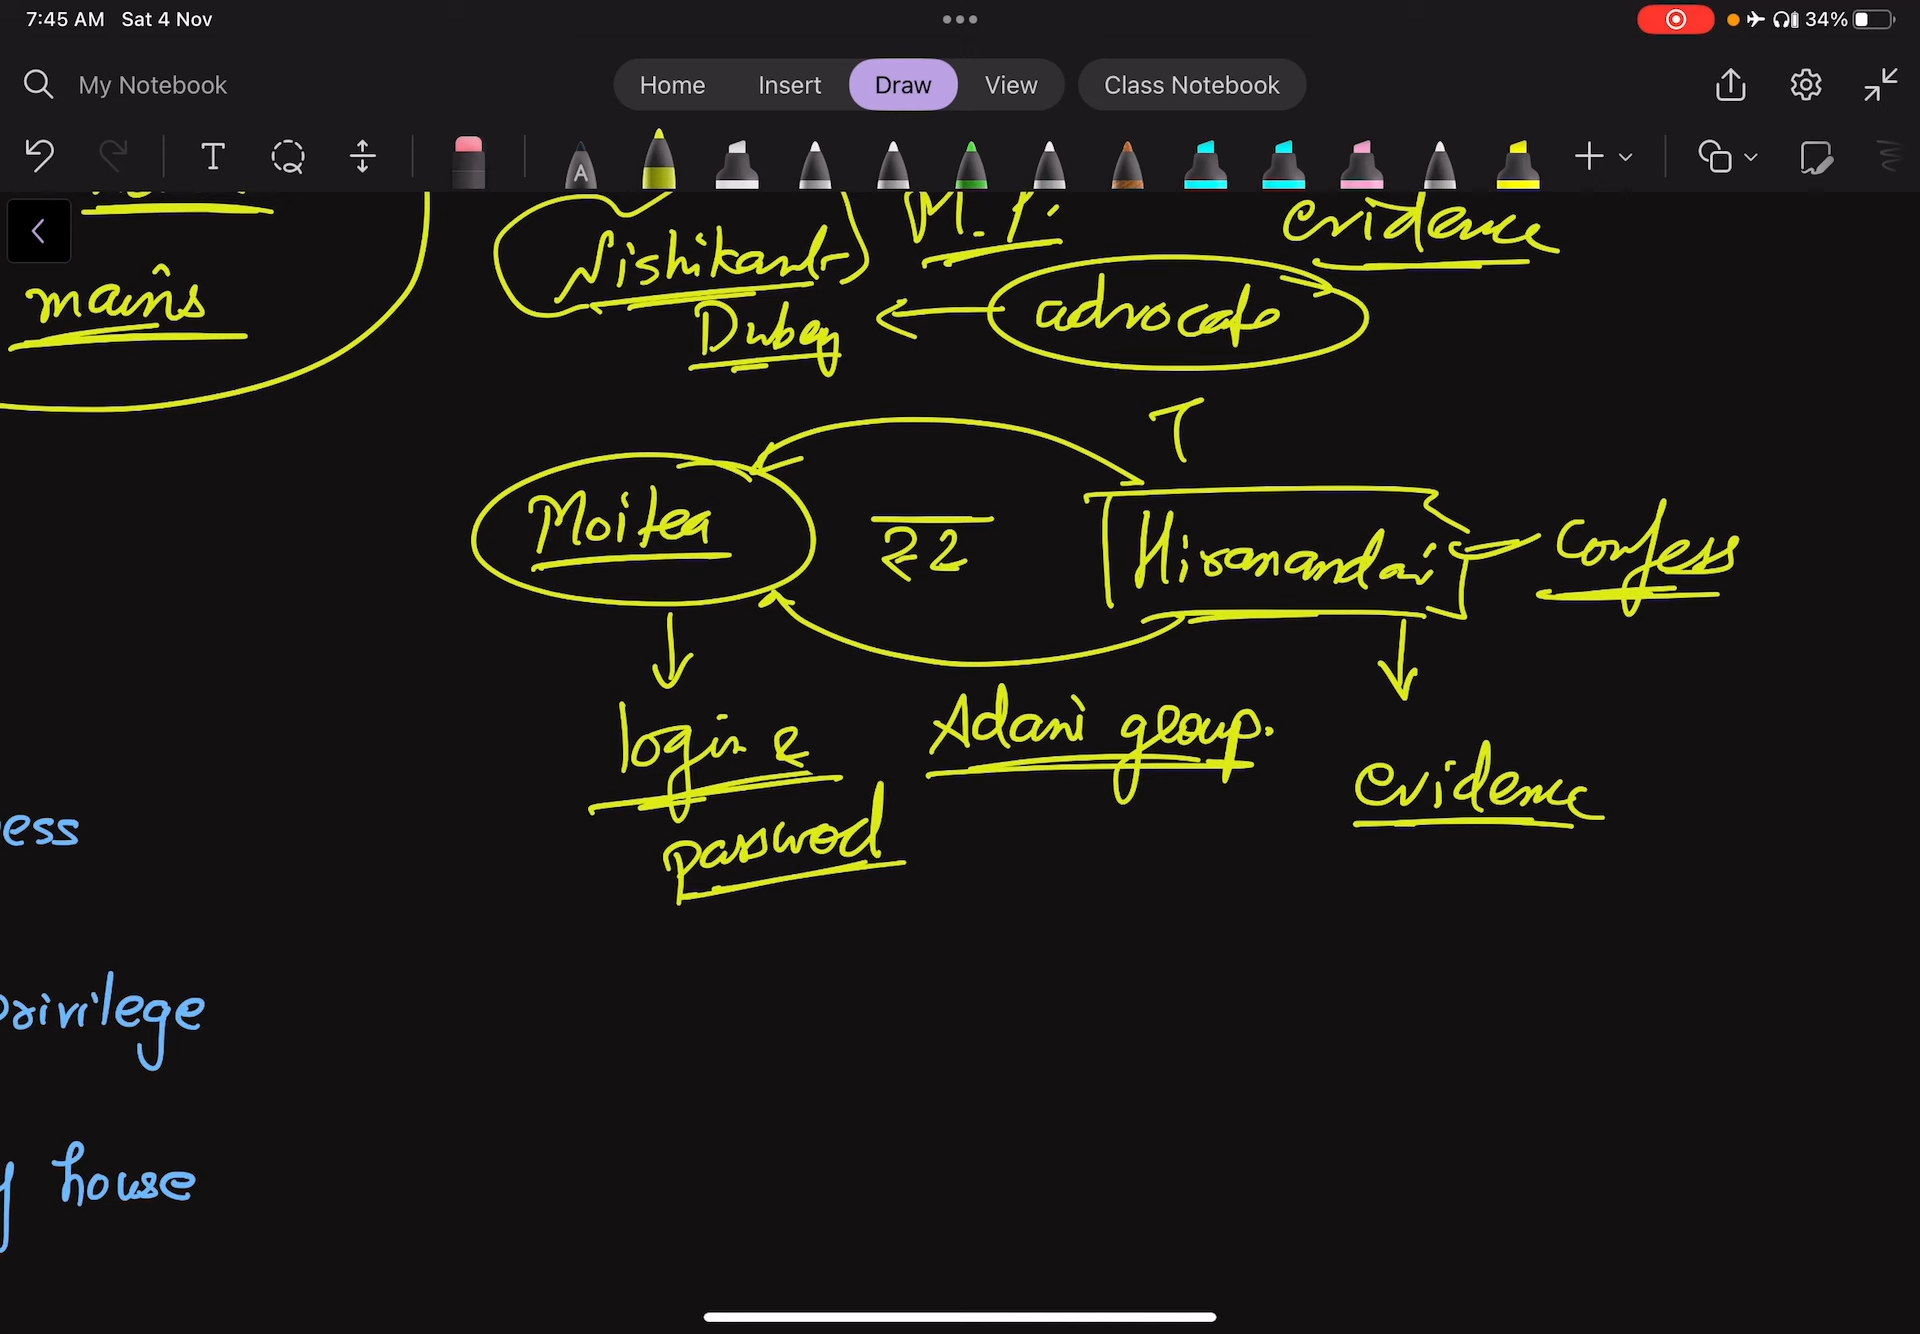 7:45 AM Sat 4 Nov
34%
My Notebook
Home Insert Draw View Class Notebook
T
A
mains
Nishikant
Dubey
M.P.
evidence
advocate
Moitra
₹2
Hiranandani
Confess
login &
password
Adani group.
evidence
ess
privilege
y house